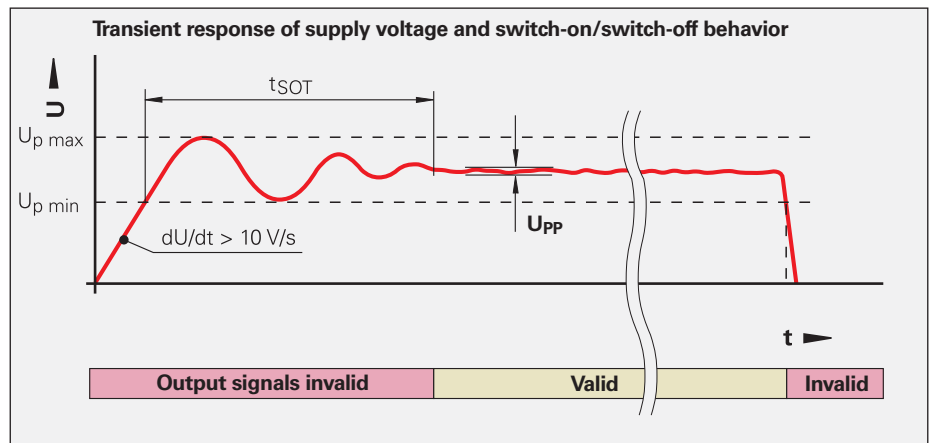 Transient response of supply voltage and switch-on/switch-off behavior
U
tSOT
Up max
Up min
dU/dt > 10 V/s
UPP
t
Output signals invalid
Valid
Invalid